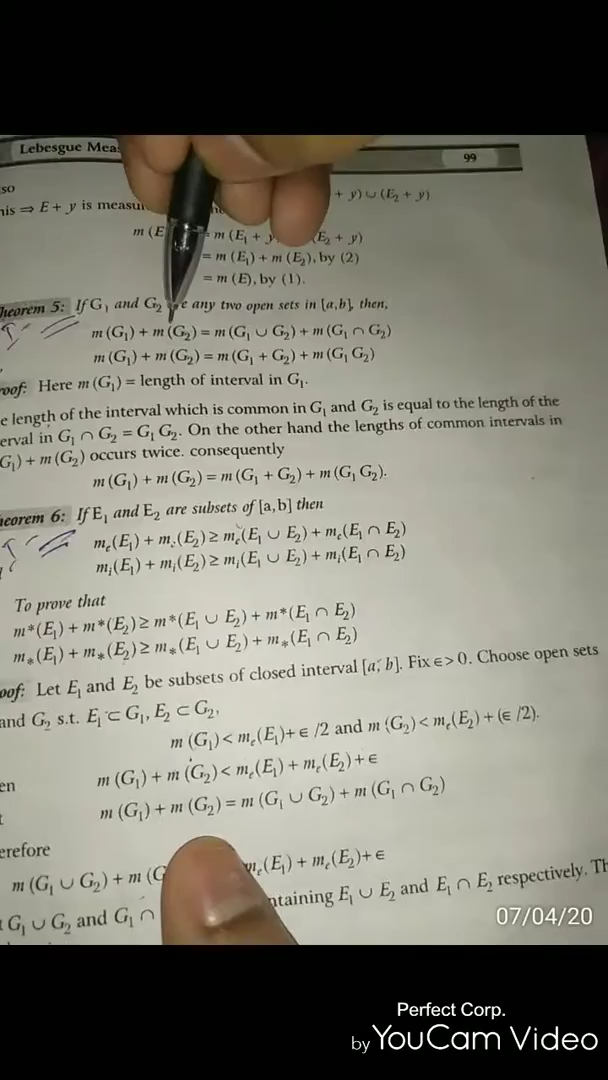 Lebesgue Mea
99
so
his ⇒ E + y is measu
+ y) ∪ (E₂ + y)
m (E = m (E₁ + y (E₂ + y)
= m (E₁) + m (E₂), by (2)
= m (E), by (1).
heorem 5: If G₁ and G₂ e any two open sets in [a,b], then,
m (G₁) + m (G₂) = m (G₁ ∪ G₂) + m (G₁ ∩ G₂)
m (G₁) + m (G₂) = m (G₁ + G₂) + m (G₁ G₂)
roof: Here m (G₁) = length of interval in G₁.
e length of the interval which is common in G₁ and G₂ is equal to the length of the
erval in G₁ ∩ G₂ = G₁ G₂. On the other hand the lengths of common intervals in
G₁) + m (G₂) occurs twice. consequently
m (G₁) + m (G₂) = m (G₁ + G₂) + m (G₁ G₂).
eorem 6: If E₁ and E₂ are subsets of [a,b] then
mₑ(E₁) + m (E₂) ≥ mₑ(E₁ ∪ E₂) + mₑ(E₁ ∩ E₂)
mᵢ(E₁) + mᵢ(E₂) ≥ mᵢ(E₁ ∪ E₂) + mᵢ(E₁ ∩ E₂)
To prove that
m*(E₁) + m*(E₂) ≥ m*(E₁ ∪ E₂) + m*(E₁ ∩ E₂)
m⁎(E₁) + m⁎(E₂) ≥ m⁎(E₁ ∪ E₂) + m⁎(E₁ ∩ E₂)
oof: Let E₁ and E₂ be subsets of closed interval [a, b]. Fix ∈ > 0. Choose open sets
and G₂ s.t. E₁ ⊂ G₁, E₂ ⊂ G₂,
m (G₁) < mₑ(E₁)+ ∈ /2 and m (G₂) < mₑ(E₂) + (∈ /2).
en
m (G₁) + m (G₂) < mₑ(E₁) + mₑ(E₂) + ∈
t
m (G₁) + m (G₂) = m (G₁ ∪ G₂) + m (G₁ ∩ G₂)
erefore
m (G₁ ∪ G₂) + m (G mₑ(E₁) + mₑ(E₂)+ ∈
G₁ ∪ G₂ and G₁ ∩ ntaining E₁ ∪ E₂ and E₁ ∩ E₂ respectively. Th
07/04/20
Perfect Corp.
by YouCam Video